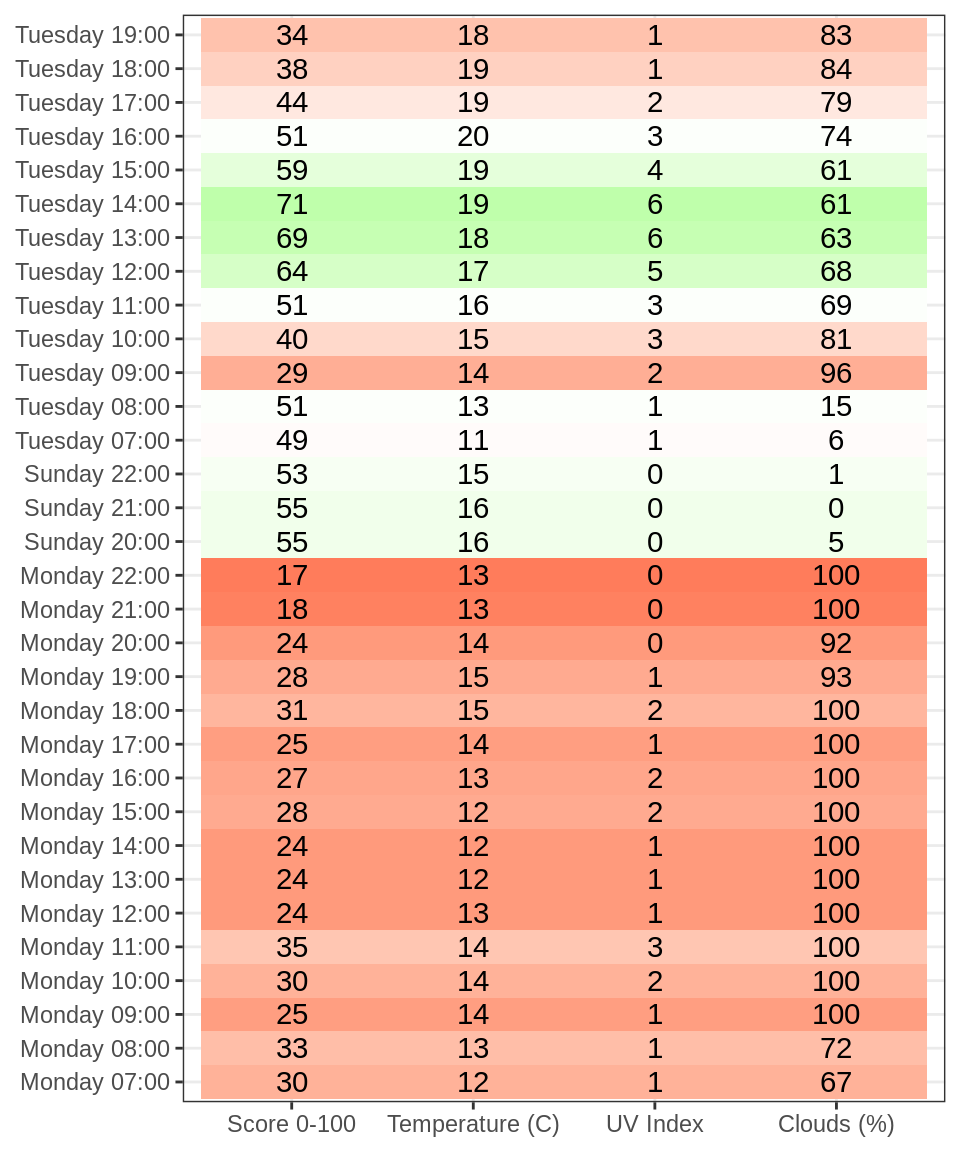 Tuesday 19:00 34 18 1 83
Tuesday 18:00 38 19 1 84
Tuesday 17:00 44 19 2 79
Tuesday 16:00 51 20 3 74
Tuesday 15:00 59 19 4 61
Tuesday 14:00 71 19 6 61
Tuesday 13:00 69 18 6 63
Tuesday 12:00 64 17 5 68
Tuesday 11:00 51 16 3 69
Tuesday 10:00 40 15 3 81
Tuesday 09:00 29 14 2 96
Tuesday 08:00 51 13 1 15
Tuesday 07:00 49 11 1 6
Sunday 22:00 53 15 0 1
Sunday 21:00 55 16 0 0
Sunday 20:00 55 16 0 5
Monday 22:00 17 13 0 100
Monday 21:00 18 13 0 100
Monday 20:00 24 14 0 92
Monday 19:00 28 15 1 93
Monday 18:00 31 15 2 100
Monday 17:00 25 14 1 100
Monday 16:00 27 13 2 100
Monday 15:00 28 12 2 100
Monday 14:00 24 12 1 100
Monday 13:00 24 12 1 100
Monday 12:00 24 13 1 100
Monday 11:00 35 14 3 100
Monday 10:00 30 14 2 100
Monday 09:00 25 14 1 100
Monday 08:00 33 13 1 72
Monday 07:00 30 12 1 67
Score 0-100 Temperature (C) UV Index Clouds (%)